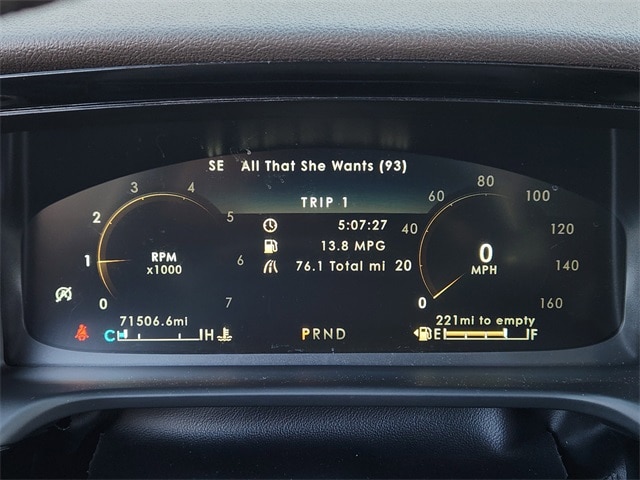 SE All That She Wants (93)
TRIP 1
5:07:27
13.8 MPG
76.1 Total mi
0 1 2 3 4 5 6 7
RPM
x1000
0 20 40 60 80 100 120 140 160
0
MPH
71506.6mi
C H
PRND
221mi to empty
E F